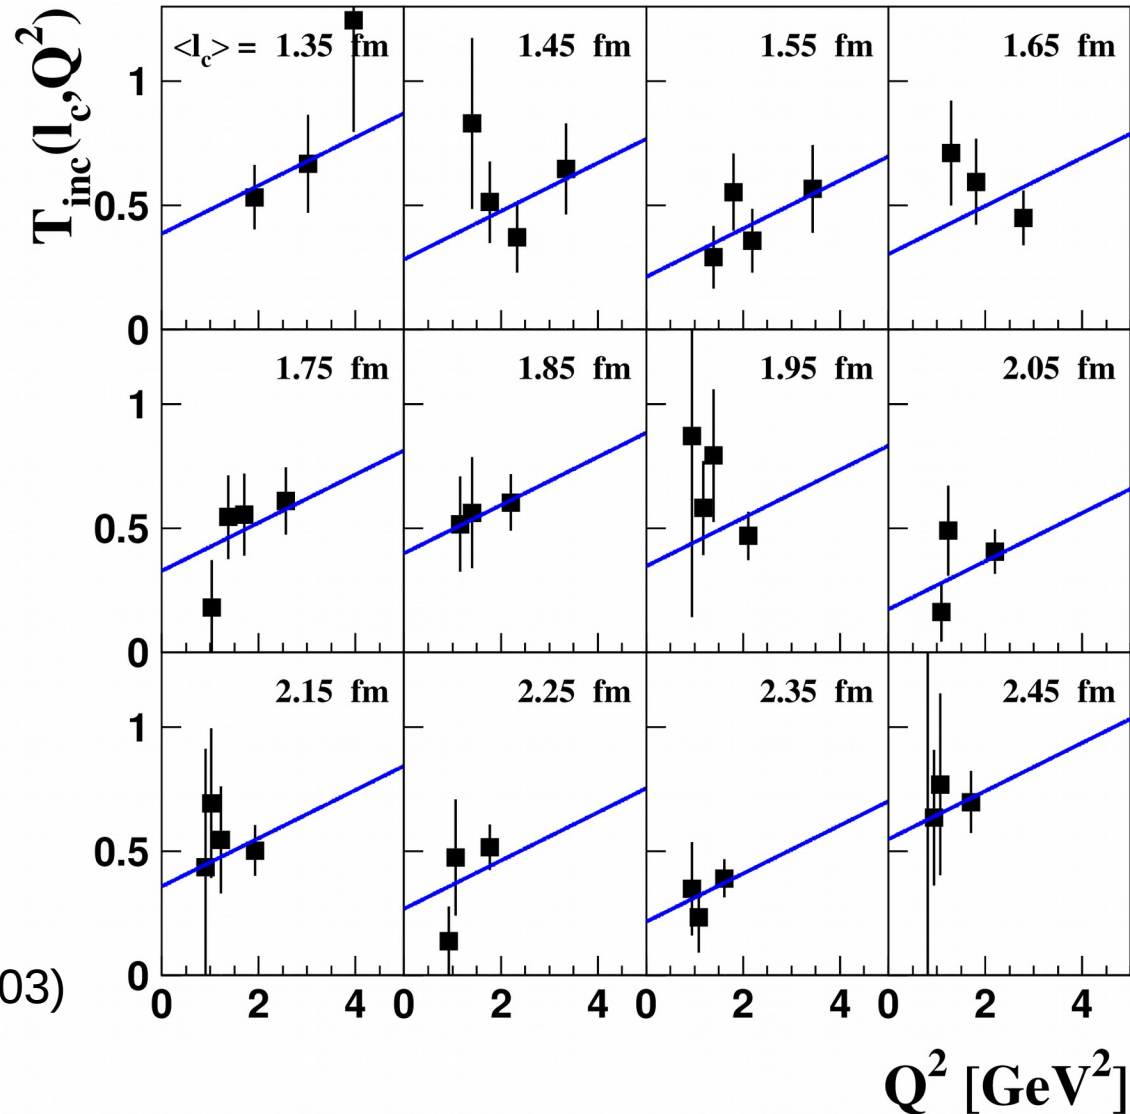 T_inc(l_c,Q^2)
<l_c> = 1.35 fm
1.45 fm
1.55 fm
1.65 fm
1
0.5
0
1.75 fm
1.85 fm
1.95 fm
2.05 fm
1
0.5
0
2.15 fm
2.25 fm
2.35 fm
2.45 fm
1
0.5
0
03)
0 2 4 0 2 4 0 2 4 0 2 4
Q^2 [GeV^2]